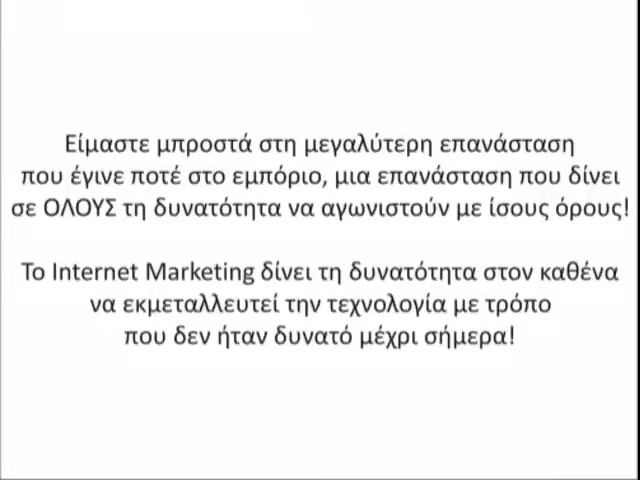 Είμαστε μπροστά στη μεγαλύτερη επανάσταση
που έγινε ποτέ στο εμπόριο, μια επανάσταση που δίνει
σε ΟΛΟΥΣ τη δυνατότητα να αγωνιστούν με ίσους όρους!
Το Internet Marketing δίνει τη δυνατότητα στον καθένα
να εκμεταλλευτεί την τεχνολογία με τρόπο
που δεν ήταν δυνατό μέχρι σήμερα!